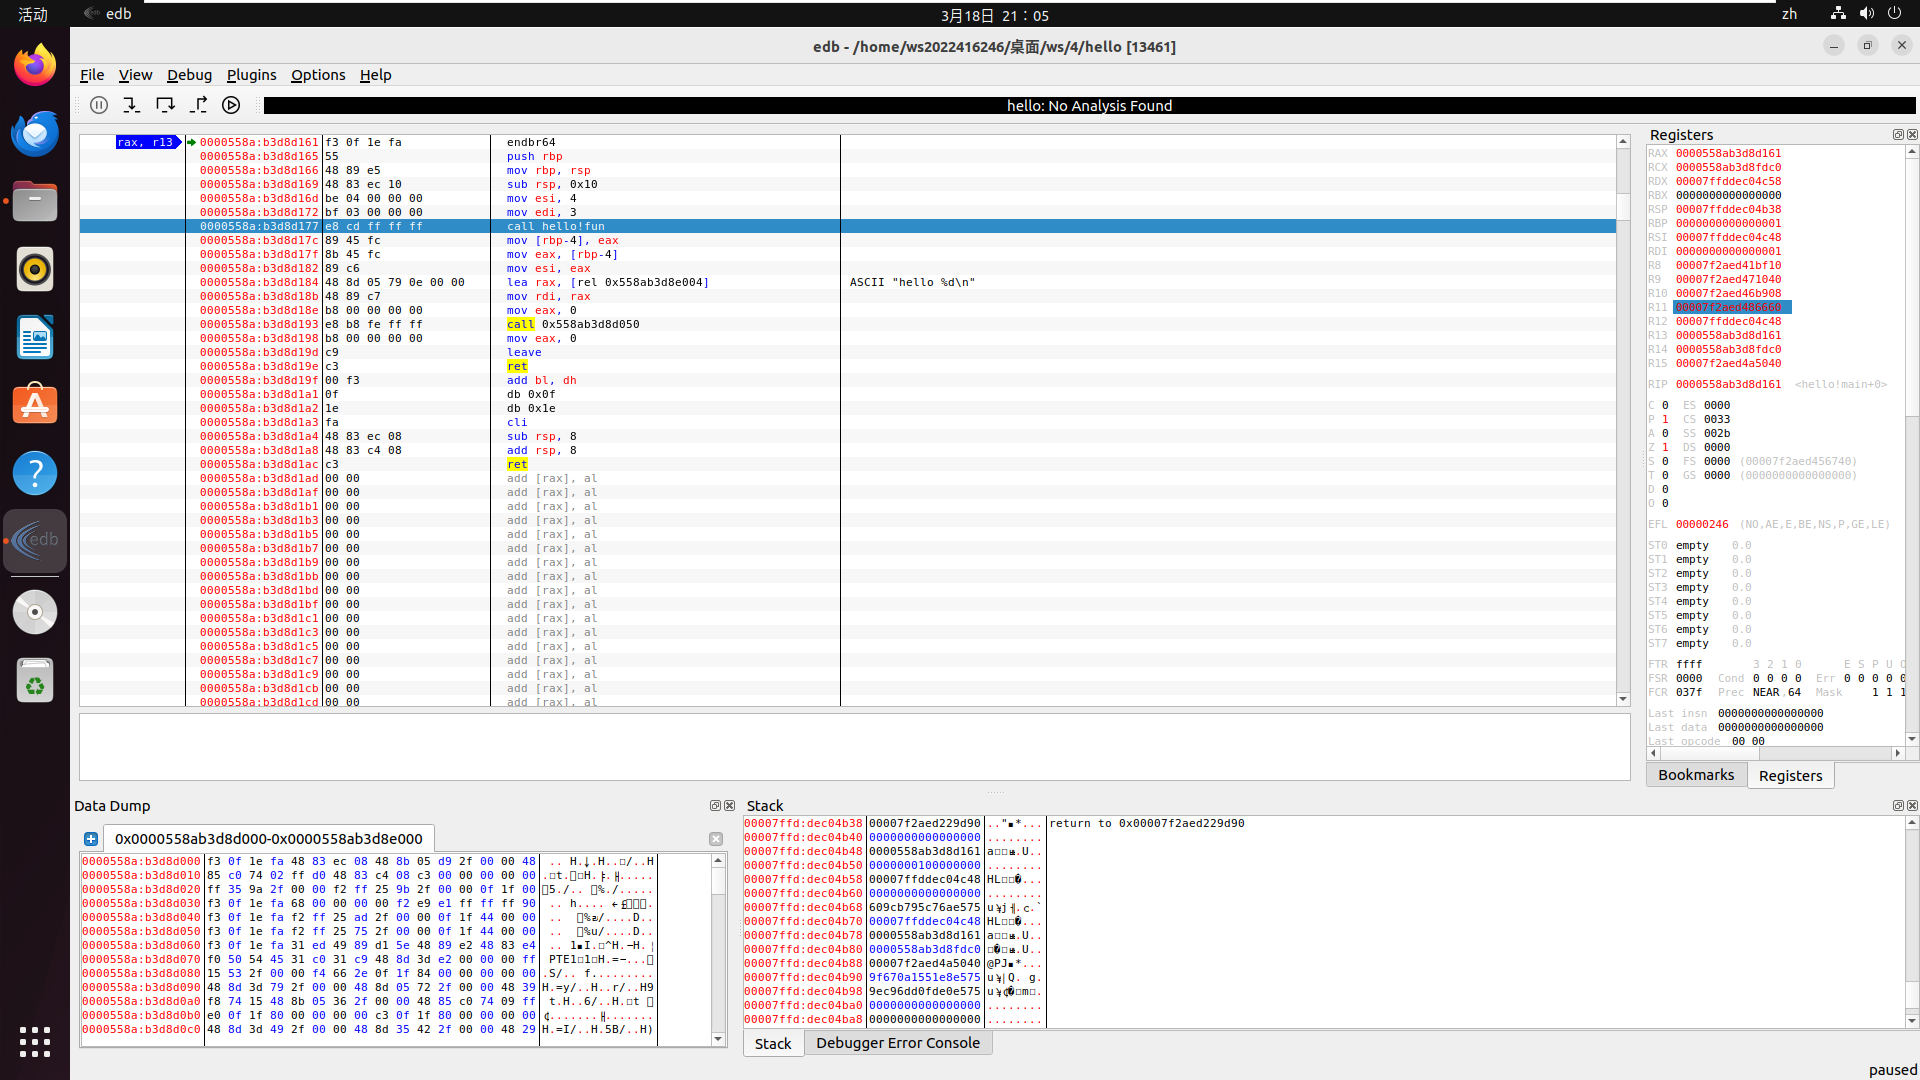 活动 edb 3月18日 21：05 zh
edb - /home/ws2022416246/桌面/ws/4/hello [13461]
File View Debug Plugins Options Help
hello: No Analysis Found
rax, r13 0000558a:b3d8d161 f3 0f 1e fa endbr64
0000558a:b3d8d165 55 push rbp
0000558a:b3d8d166 48 89 e5 mov rbp, rsp
0000558a:b3d8d169 48 83 ec 10 sub rsp, 0x10
0000558a:b3d8d16d be 04 00 00 00 mov esi, 4
0000558a:b3d8d172 bf 03 00 00 00 mov edi, 3
0000558a:b3d8d177 e8 cd ff ff ff call hello!fun
0000558a:b3d8d17c 89 45 fc mov [rbp-4], eax
0000558a:b3d8d17f 8b 45 fc mov eax, [rbp-4]
0000558a:b3d8d182 89 c6 mov esi, eax
0000558a:b3d8d184 48 8d 05 79 0e 00 00 lea rax, [rel 0x558ab3d8e004] ASCII "hello %d\n"
0000558a:b3d8d18b 48 89 c7 mov rdi, rax
0000558a:b3d8d18e b8 00 00 00 00 mov eax, 0
0000558a:b3d8d193 e8 b8 fe ff ff call 0x558ab3d8d050
0000558a:b3d8d198 b8 00 00 00 00 mov eax, 0
0000558a:b3d8d19d c9 leave
0000558a:b3d8d19e c3 ret
0000558a:b3d8d19f 00 f3 add bl, dh
0000558a:b3d8d1a1 0f db 0x0f
0000558a:b3d8d1a2 1e db 0x1e
0000558a:b3d8d1a3 fa cli
0000558a:b3d8d1a4 48 83 ec 08 sub rsp, 8
0000558a:b3d8d1a8 48 83 c4 08 add rsp, 8
0000558a:b3d8d1ac c3 ret
0000558a:b3d8d1ad 00 00 add [rax], al
0000558a:b3d8d1af 00 00 add [rax], al
0000558a:b3d8d1b1 00 00 add [rax], al
0000558a:b3d8d1b3 00 00 add [rax], al
0000558a:b3d8d1b5 00 00 add [rax], al
0000558a:b3d8d1b7 00 00 add [rax], al
0000558a:b3d8d1b9 00 00 add [rax], al
0000558a:b3d8d1bb 00 00 add [rax], al
0000558a:b3d8d1bd 00 00 add [rax], al
0000558a:b3d8d1bf 00 00 add [rax], al
0000558a:b3d8d1c1 00 00 add [rax], al
0000558a:b3d8d1c3 00 00 add [rax], al
0000558a:b3d8d1c5 00 00 add [rax], al
0000558a:b3d8d1c7 00 00 add [rax], al
0000558a:b3d8d1c9 00 00 add [rax], al
0000558a:b3d8d1cb 00 00 add [rax], al
0000558a:b3d8d1cd 00 00 add [rax], al
Registers
RAX 0000558ab3d8d161
RCX 0000558ab3d8fdc0
RDX 00007ffddec04c58
RBX 0000000000000000
RSP 00007ffddec04b38
RBP 0000000000000001
RSI 00007ffddec04c48
RDI 0000000000000001
R8 00007f2aed41bf10
R9 00007f2aed471040
R10 00007f2aed46b908
R11 00007f2aed486660
R12 00007ffddec04c48
R13 0000558ab3d8d161
R14 0000558ab3d8fdc0
R15 00007f2aed4a5040
RIP 0000558ab3d8d161 <hello!main+0>
C 0 ES 0000
P 1 CS 0033
A 0 SS 002b
Z 1 DS 0000
S 0 FS 0000 (00007f2aed456740)
T 0 GS 0000 (0000000000000000)
D 0
O 0
EFL 00000246 (NO,AE,E,BE,NS,P,GE,LE)
ST0 empty 0.0
ST1 empty 0.0
ST2 empty 0.0
ST3 empty 0.0
ST4 empty 0.0
ST5 empty 0.0
ST6 empty 0.0
ST7 empty 0.0
FTR ffff 3 2 1 0 E S P U O
FSR 0000 Cond 0 0 0 0 Err 0 0 0 0 0
FCR 037f Prec NEAR,64 Mask 1 1 1
Last insn 0000000000000000
Last data 0000000000000000
Last opcode 00 00
Bookmarks Registers
Data Dump
0x0000558ab3d8d000-0x0000558ab3d8e000
0000558a:b3d8d000 f3 0f 1e fa 48 83 ec 08 48 8b 05 d9 2f 00 00 48
0000558a:b3d8d010 85 c0 74 02 ff d0 48 83 c4 08 c3 00 00 00 00 00
0000558a:b3d8d020 ff 35 9a 2f 00 00 f2 ff 25 9b 2f 00 00 0f 1f 00
0000558a:b3d8d030 f3 0f 1e fa 68 00 00 00 00 f2 e9 e1 ff ff ff 90
0000558a:b3d8d040 f3 0f 1e fa f2 ff 25 ad 2f 00 00 0f 1f 44 00 00
0000558a:b3d8d050 f3 0f 1e fa f2 ff 25 75 2f 00 00 0f 1f 44 00 00
0000558a:b3d8d060 f3 0f 1e fa 31 ed 49 89 d1 5e 48 89 e2 48 83 e4
0000558a:b3d8d070 f0 50 54 45 31 c0 31 c9 48 8d 3d e2 00 00 00 ff
0000558a:b3d8d080 15 53 2f 00 00 f4 66 2e 0f 1f 84 00 00 00 00 00
0000558a:b3d8d090 48 8d 3d 79 2f 00 00 48 8d 05 72 2f 00 00 48 39
0000558a:b3d8d0a0 f8 74 15 48 8b 05 36 2f 00 00 48 85 c0 74 09 ff
0000558a:b3d8d0b0 e0 0f 1f 80 00 00 00 00 c3 0f 1f 80 00 00 00 00
0000558a:b3d8d0c0 48 8d 3d 49 2f 00 00 48 8d 35 42 2f 00 00 48 29
Stack
00007ffd:dec04b38 00007f2aed229d90 return to 0x00007f2aed229d90
00007ffd:dec04b40 0000000000000000 ........
00007ffd:dec04b48 0000558ab3d8d161
00007ffd:dec04b50 0000000100000000 ........
00007ffd:dec04b58 00007ffddec04c48
00007ffd:dec04b60 0000000000000000 ........
00007ffd:dec04b68 609cb795c76ae575
00007ffd:dec04b70 00007ffddec04c48
00007ffd:dec04b78 0000558ab3d8d161
00007ffd:dec04b80 0000558ab3d8fdc0
00007ffd:dec04b88 00007f2aed4a5040
00007ffd:dec04b90 9f670a1551e8e575
00007ffd:dec04b98 9ec96dd0fde0e575
00007ffd:dec04ba0 0000000000000000 ........
00007ffd:dec04ba8 0000000000000000 ........
Stack Debugger Error Console
paused